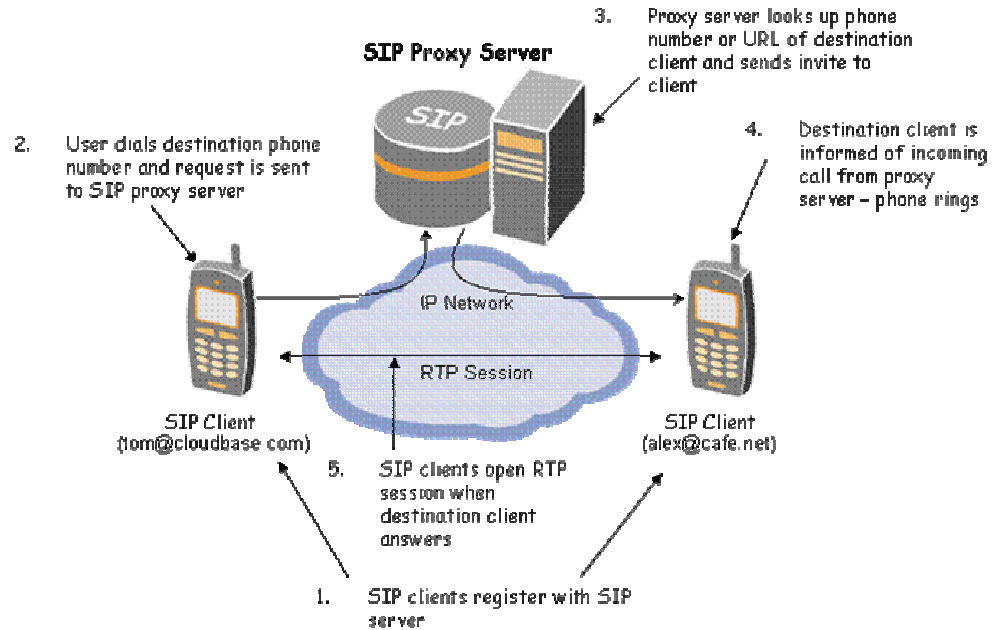 SIP Proxy Server
SIP
3. Proxy server looks up phone
number or URL of destination
client and sends invite to
client
2. User dials destination phone
number and request is sent
to SIP proxy server
4. Destination client is
informed of incoming
call from proxy
server – phone rings
IP Network
RTP Session
SIP Client
(tom@cloudbase.com)
SIP Client
(alex@cafe.net)
5. SIP clients open RTP
session when
destination client
answers
1. SIP clients register with SIP
server